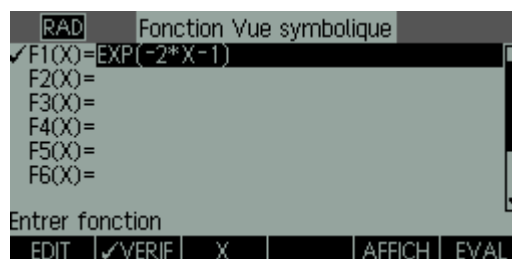 RAD Fonction Vue symbolique
✓F1(X)=EXP(-2*X-1)
F2(X)=
F3(X)=
F4(X)=
F5(X)=
F6(X)=
Entrer fonction
EDIT ✓VERIF X AFFICH EVAL